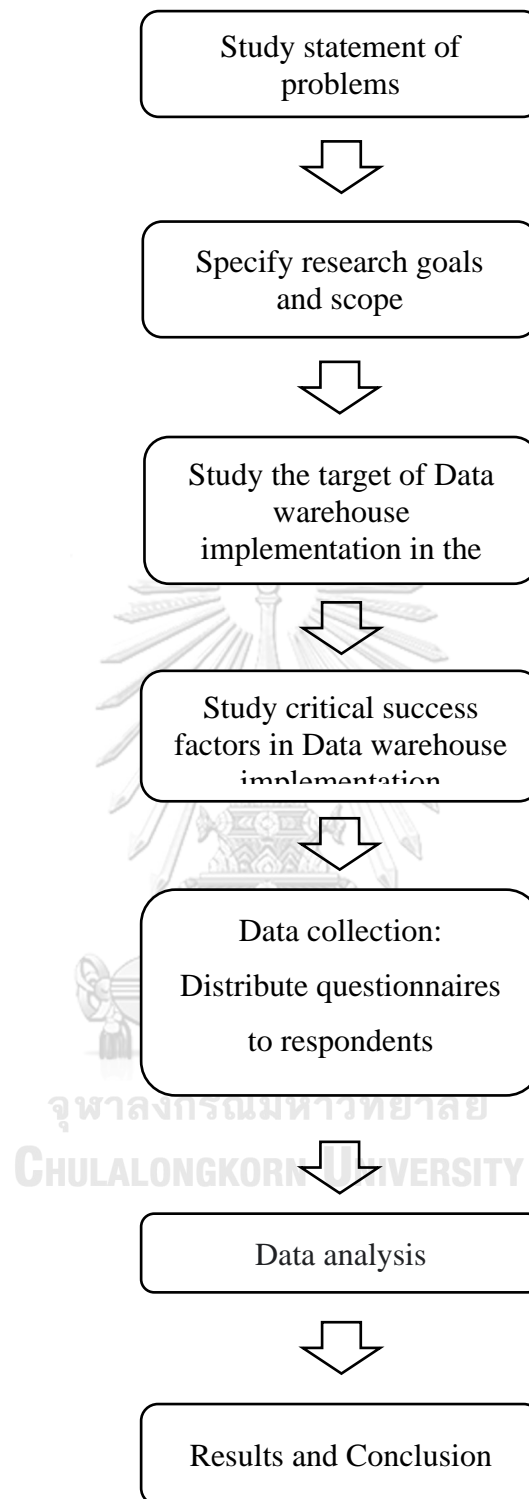 Study statement of
problems
Specify research goals
and scope
Study the target of Data
warehouse
implementation in the
Study critical success
factors in Data warehouse
implementation
Data collection:
Distribute questionnaires
to respondents
จุฬาลงกรณ์มหาวิทยาลัย
CHULALONGKORN UNIVERSITY
Data analysis
Results and Conclusion